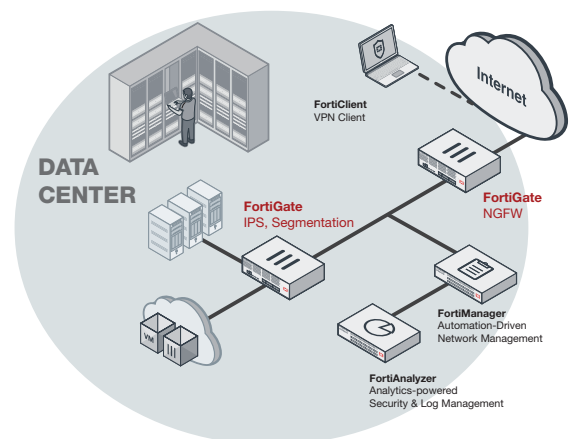 Internet
FortiClient
VPN Client
DATA
CENTER
FortiGate
NGFW
FortiGate
IPS, Segmentation
VM
FortiManager
Automation-Driven
Network Management
FortiAnalyzer
Analytics-powered
Security & Log Management